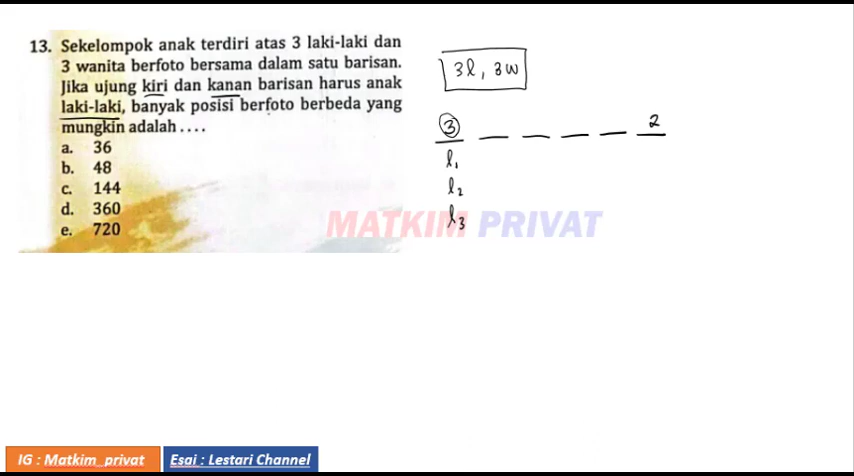 13. Sekelompok anak terdiri atas 3 laki-laki dan
3 wanita berfoto bersama dalam satu barisan.
Jika ujung kiri dan kanan barisan harus anak
laki-laki, banyak posisi berfoto berbeda yang
mungkin adalah . . . .
a. 36
b. 48
c. 144
d. 360
e. 720
3l, 3w
3 2
l₁
l₂
l₃
MATKIM PRIVAT
IG : Matkim_privat
Esai : Lestari Channel